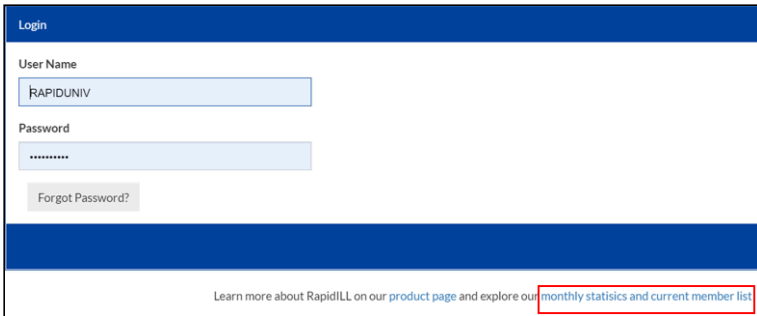 Login
User Name
RAPIDUNIV
Password
••••••••••
Forgot Password?
Learn more about RapidILL on our product page and explore our monthly statisics and current member list